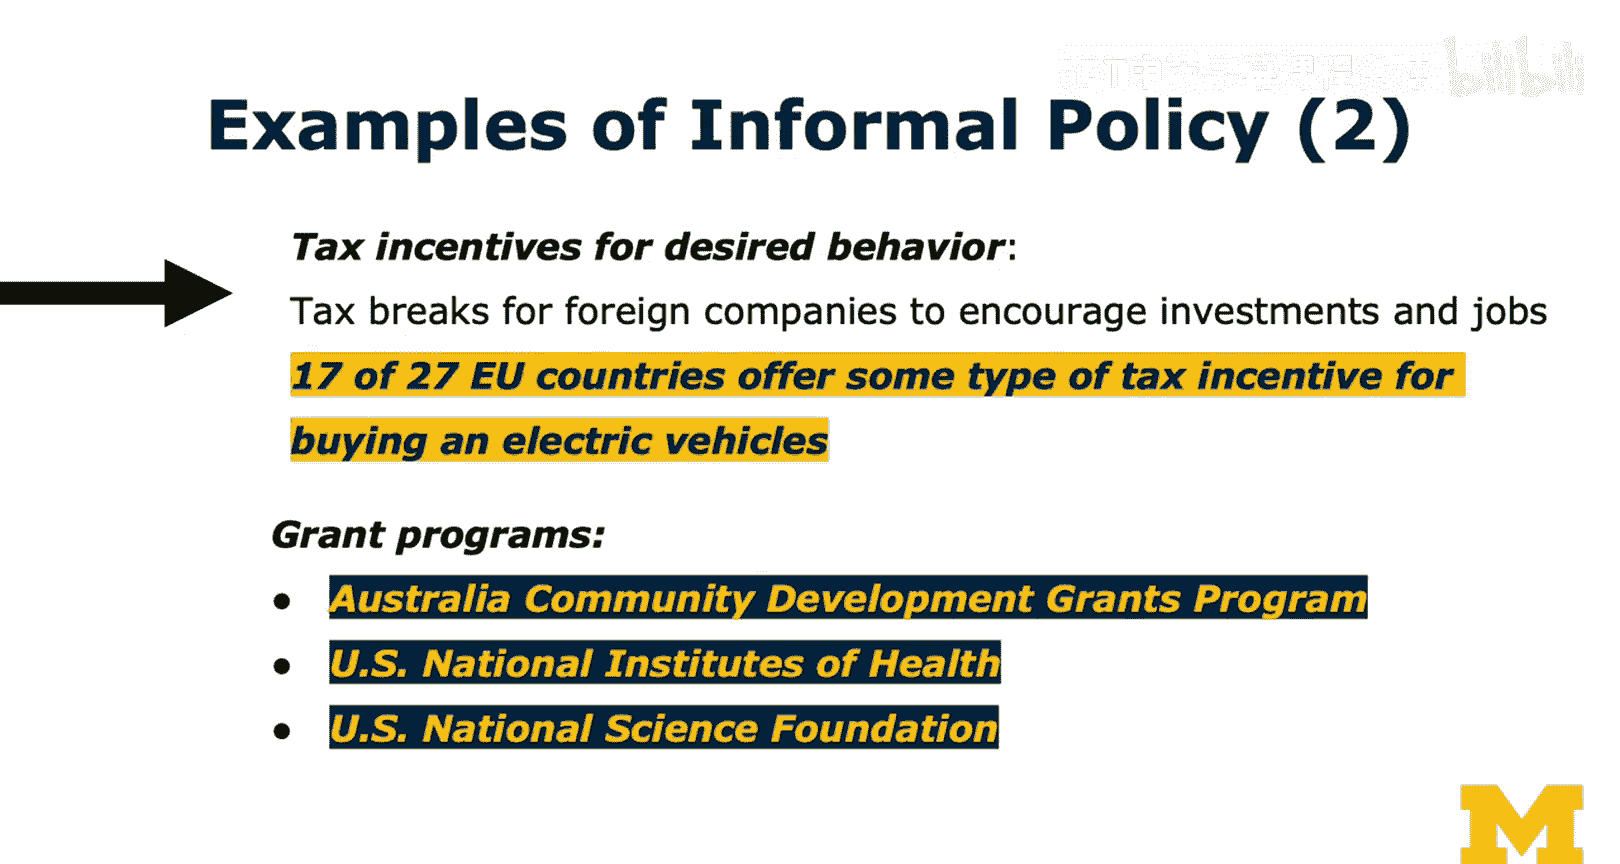 bilibili
Examples of Informal Policy (2)
Tax incentives for desired behavior:
Tax breaks for foreign companies to encourage investments and jobs
17 of 27 EU countries offer some type of tax incentive for
buying an electric vehicles
Grant programs:
• Australia Community Development Grants Program
• U.S. National Institutes of Health
• U.S. National Science Foundation
M